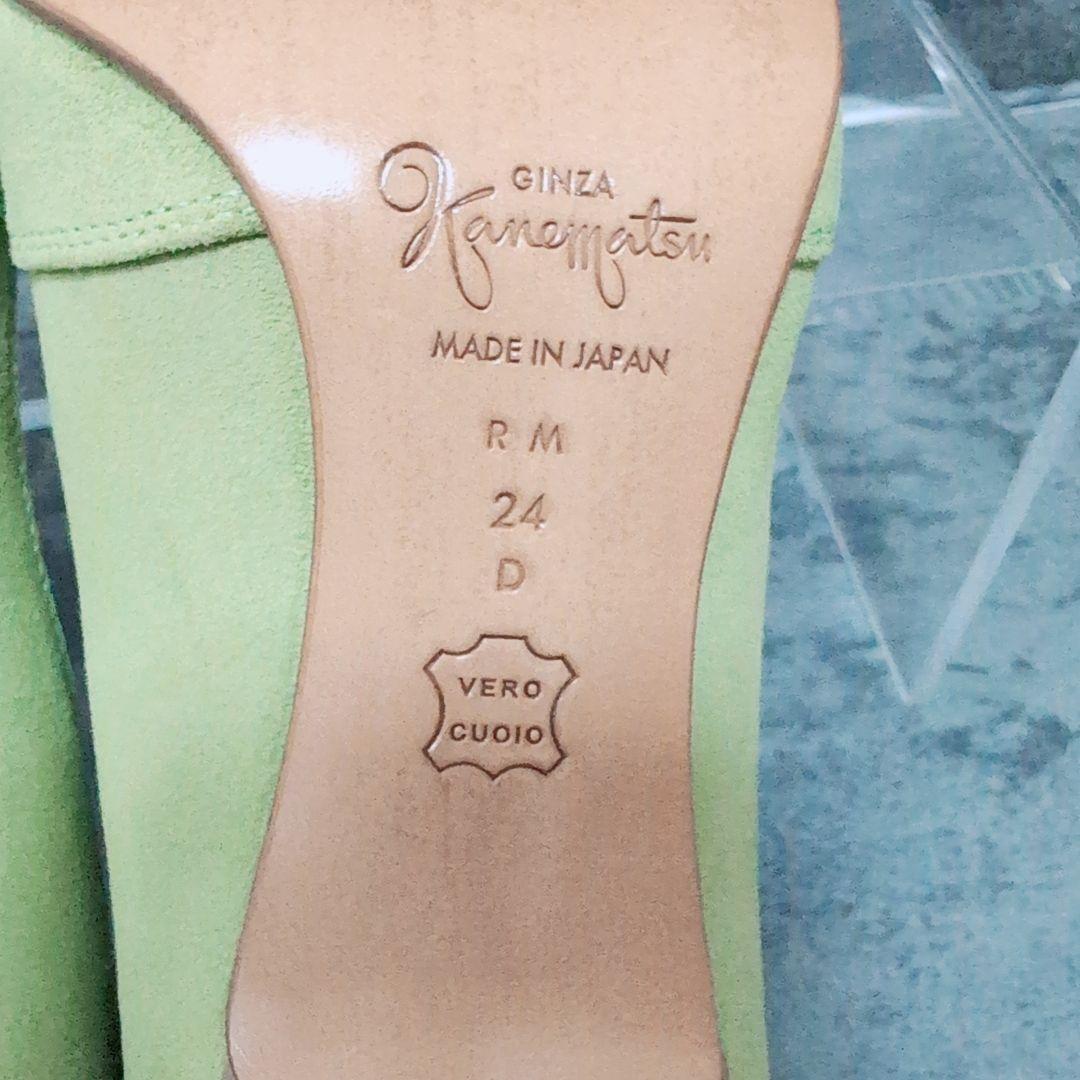 GINZA
Kanematsu
MADE IN JAPAN
R M
24
D
VERO
CUOIO